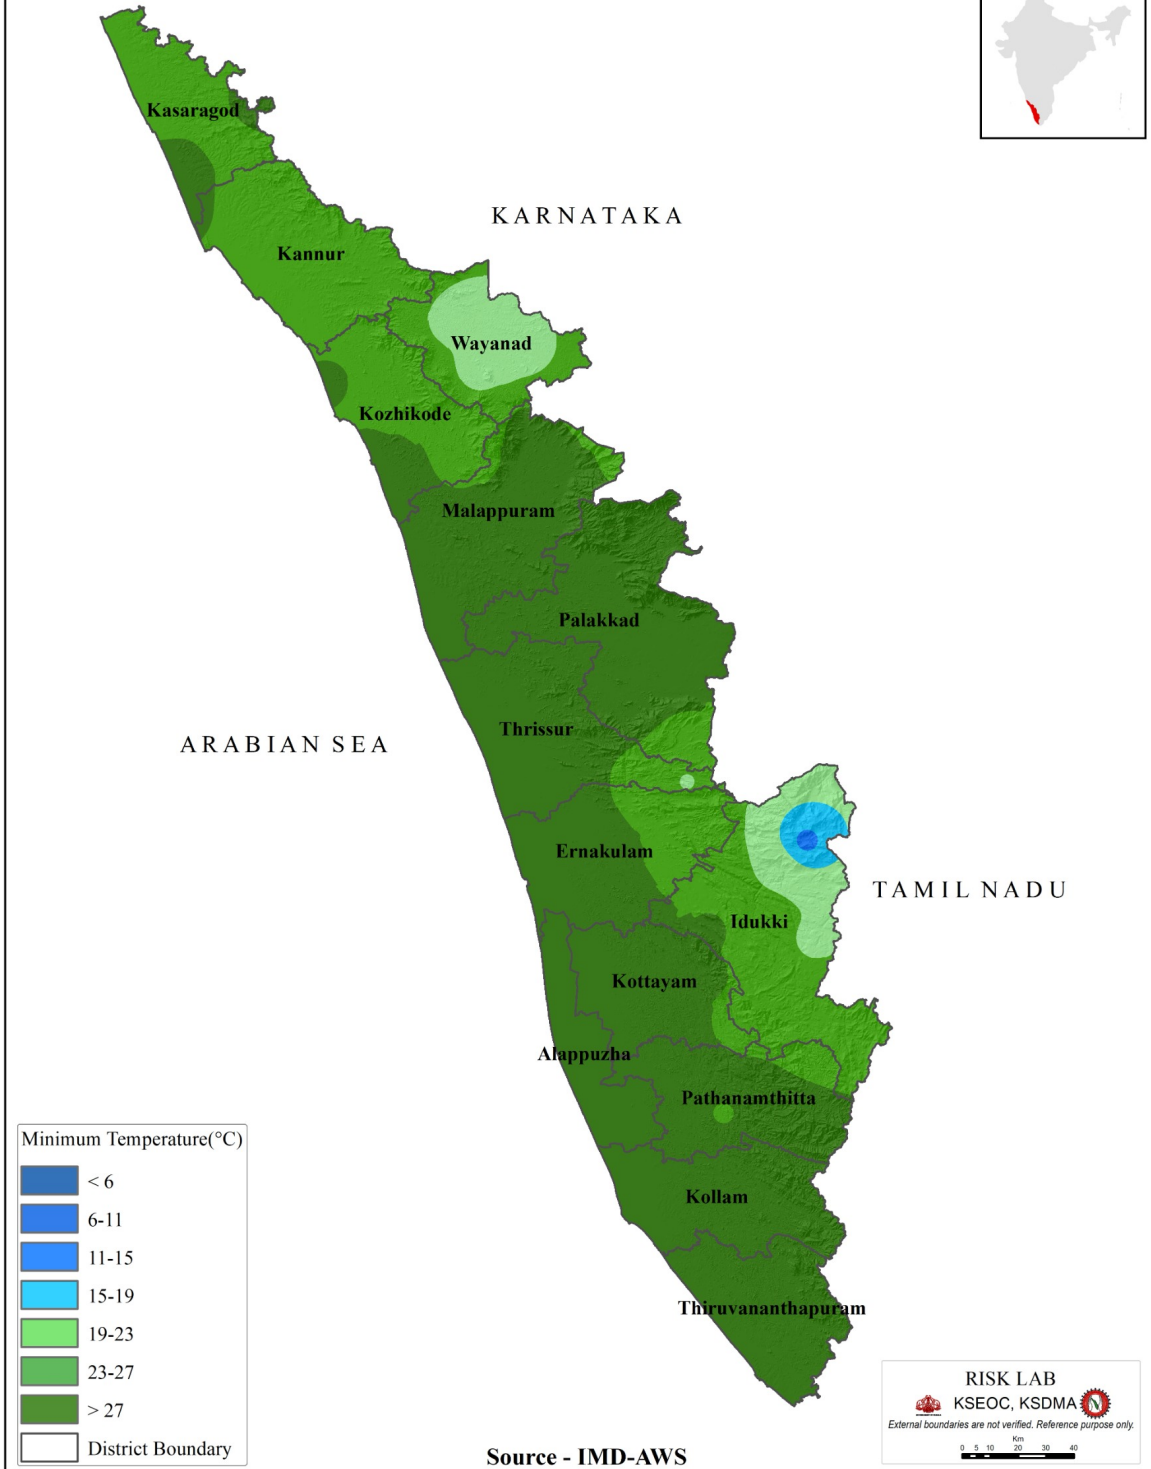 Kasaragod
KARNATAKA
Kannur
Wayanad
Kozhikode
Malappuram
Palakkad
Thrissur
ARABIAN SEA
Ernakulam
TAMIL NADU
Idukki
Kottayam
Alappuzha
Pathanamthitta
Kollam
Thiruvananthapuram
Minimum Temperature(°C)
< 6
6-11
11-15
15-19
19-23
23-27
> 27
District Boundary
Source - IMD-AWS
RISK LAB
KSEOC, KSDMA
External boundaries are not verified. Reference purpose only.
Km
0 5 10 20 30 40